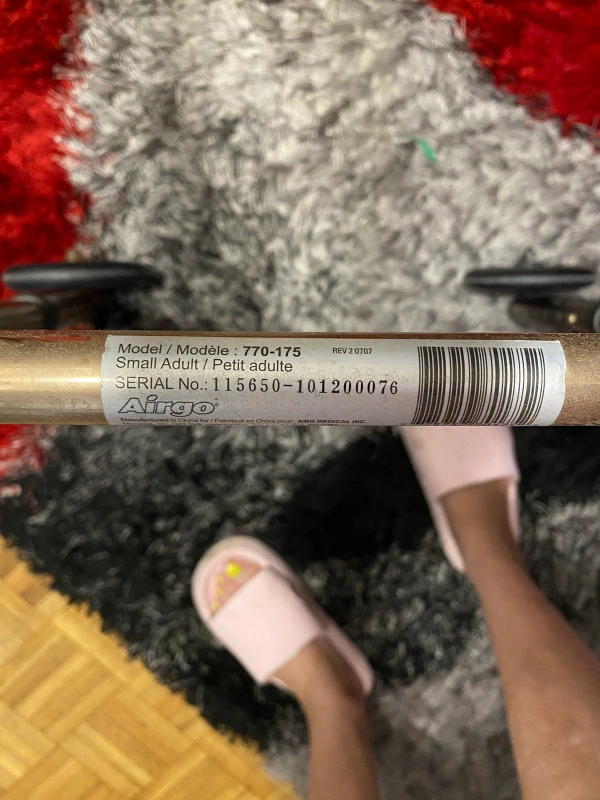 Model / Modèle : 770-175 REV 2 0707
Small Adult / Petit adulte
SERIAL No.: 115650-101200076
Airgo
Manufactured in China for / Fabriqué en Chine pour: AMG MEDICAL INC.